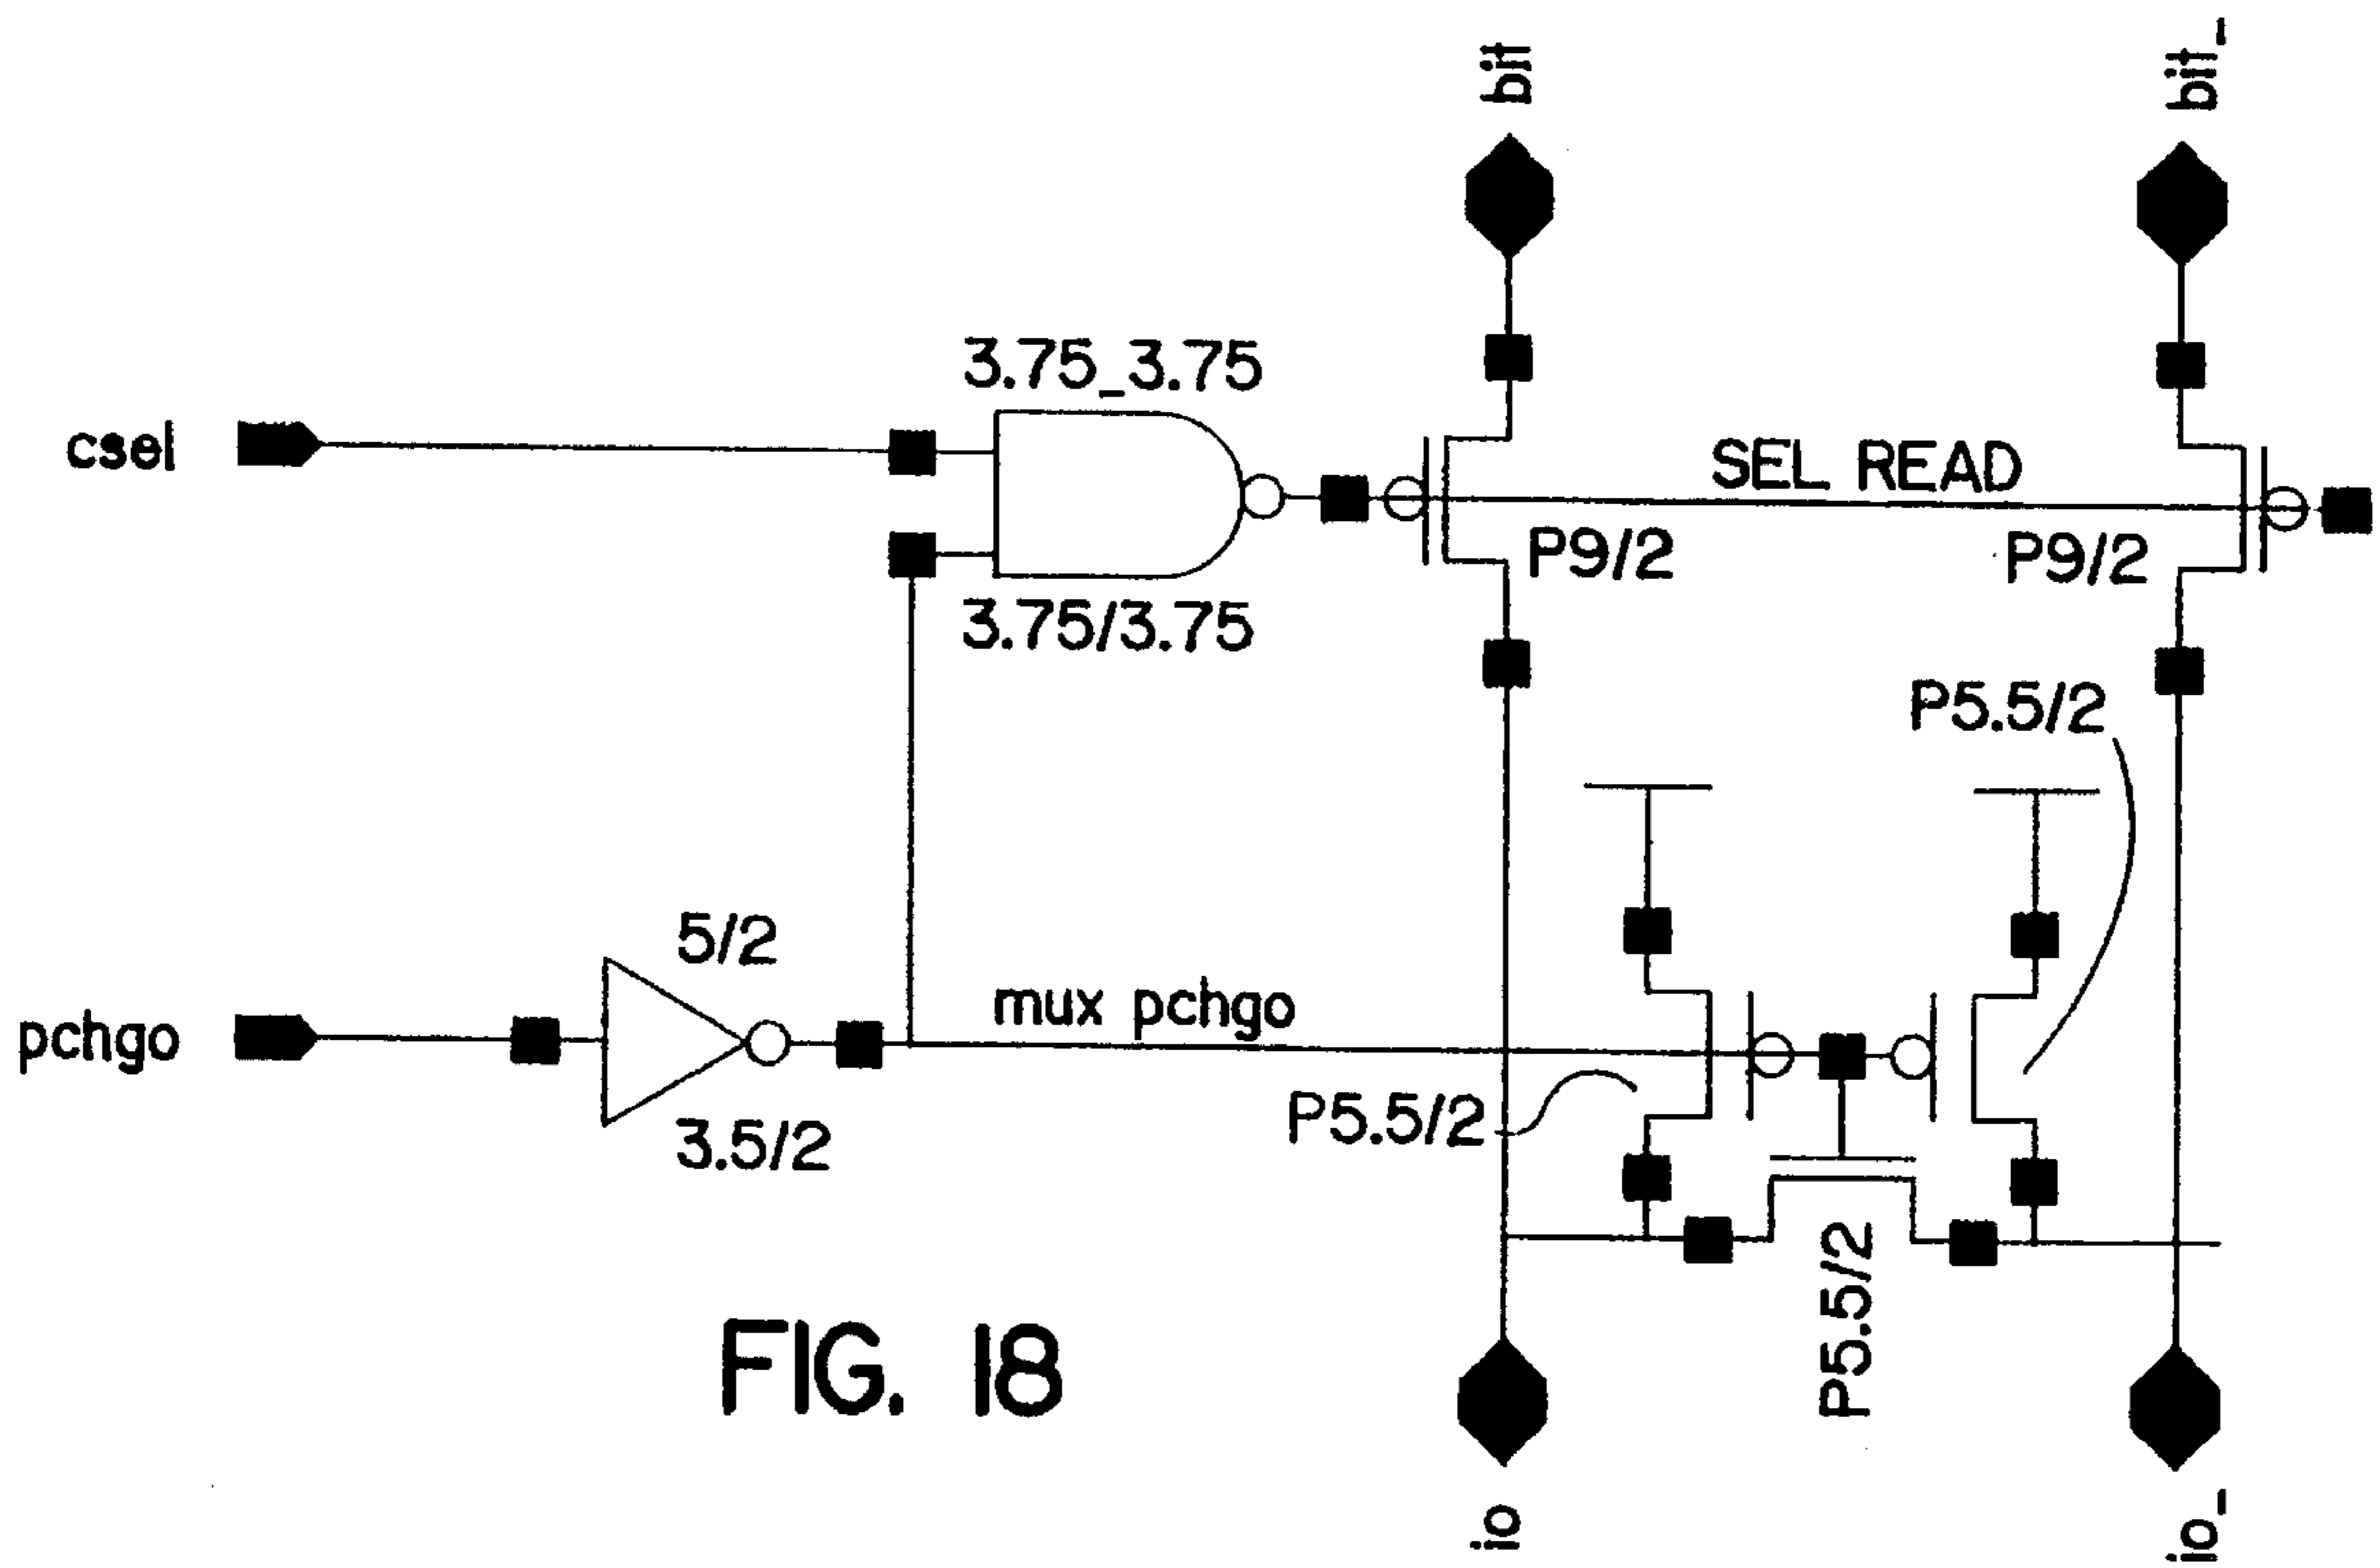 bit
bit_
3.75_3.75
csel
SEL READ
P9/2
P9/2
3.75/3.75
P5.5/2
5/2
mux pchgo
pchgo
P5.5/2
3.5/2
P5.5/2
FIG. 18
io
io_